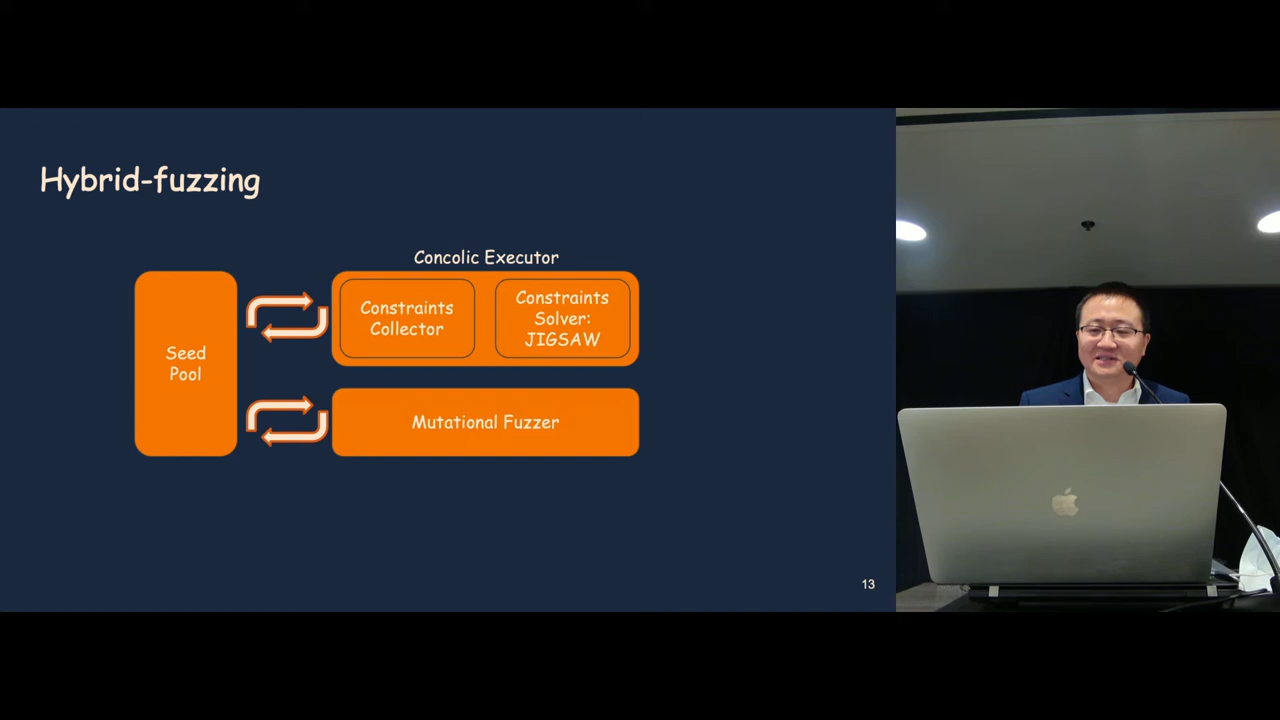 Hybrid-fuzzing
Concolic Executor
Seed
Pool
Constraints
Collector
Constraints
Solver:
JIGSAW
Mutational Fuzzer
13